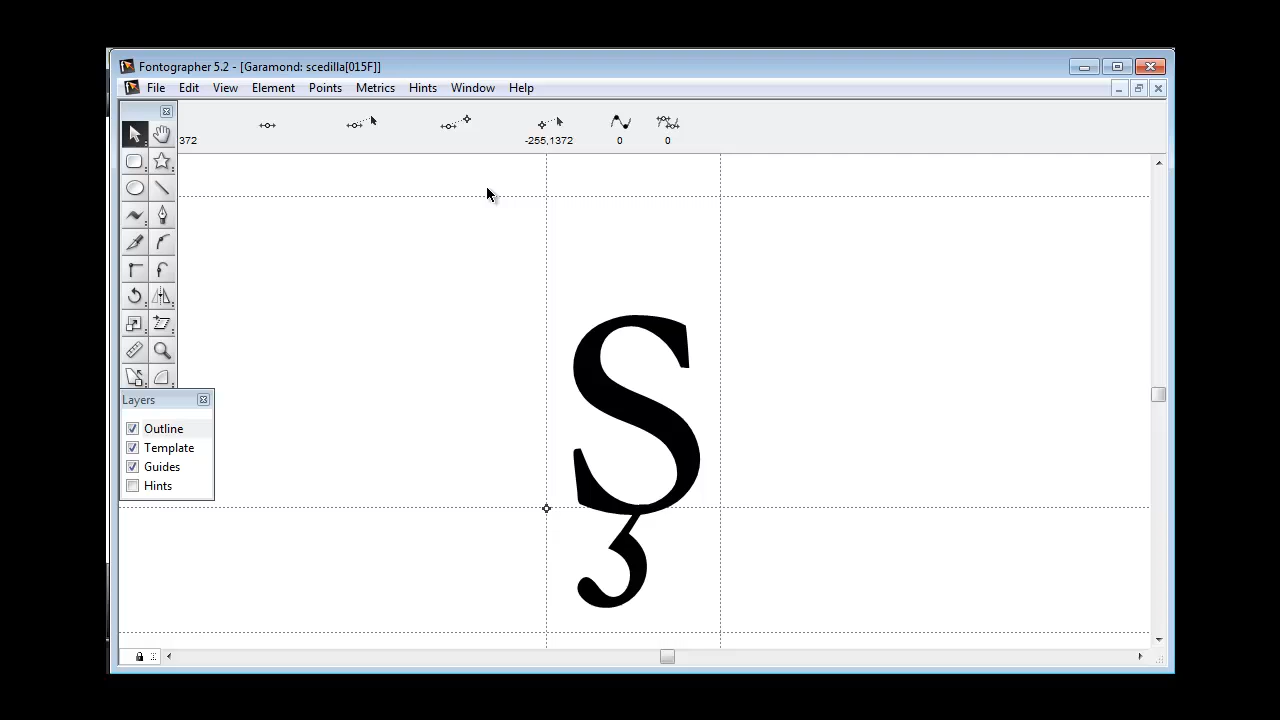 Fontographer 5.2 - [Garamond: scedilla[015F]]
File Edit View Element Points Metrics Hints Window Help
372 -255,1372 0 0
ş
Layers
Outline
Template
Guides
Hints